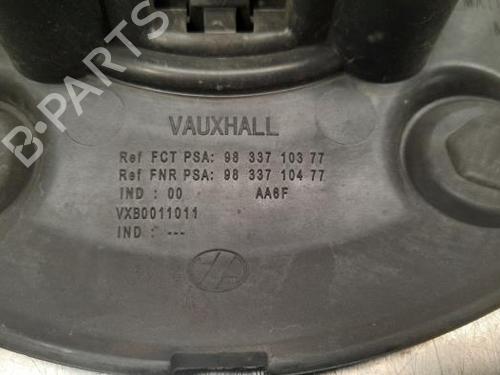 VAUXHALL
Ref FCT PSA: 98 337 103 77
Ref FNR PSA: 98 337 104 77
IND : 00 AA6F
VXB0011011
IND : ---